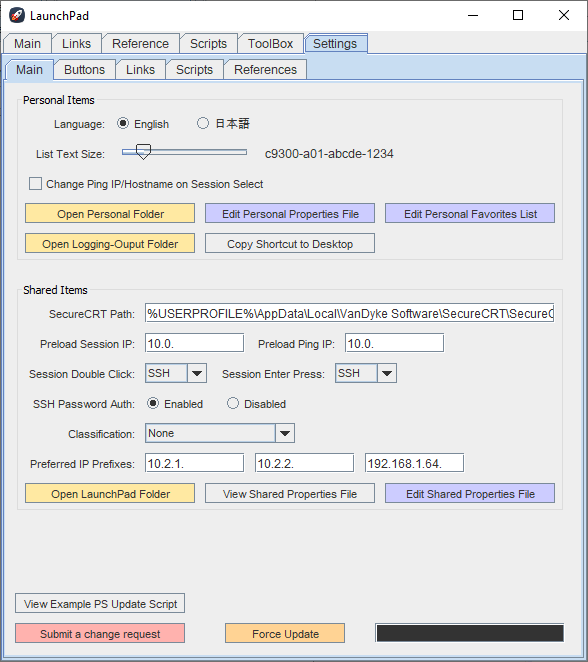 LaunchPad
Main Links Reference Scripts ToolBox Settings
Main Buttons Links Scripts References
Personal Items
Language: English 日本語
List Text Size: c9300-a01-abcde-1234
Change Ping IP/Hostname on Session Select
Open Personal Folder Edit Personal Properties File Edit Personal Favorites List
Open Logging-Ouput Folder Copy Shortcut to Desktop
Shared Items
SecureCRT Path: %USERPROFILE%\AppData\Local\VanDyke Software\SecureCRT\SecureC
Preload Session IP: 10.0. Preload Ping IP: 10.0.
Session Double Click: SSH Session Enter Press: SSH
SSH Password Auth: Enabled Disabled
Classification: None
Preferred IP Prefixes: 10.2.1. 10.2.2. 192.168.1.64.
Open LaunchPad Folder View Shared Properties File Edit Shared Properties File
View Example PS Update Script
Submit a change request Force Update